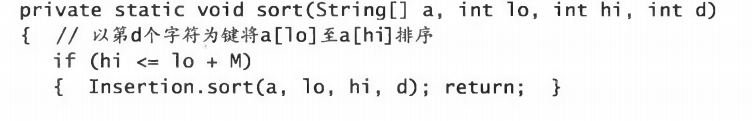 private static void sort(String[] a, int lo, int hi, int d)
{ // 以第d个字符为键将a[lo]至a[hi]排序
if (hi <= lo + M)
{ Insertion.sort(a, lo, hi, d); return; }